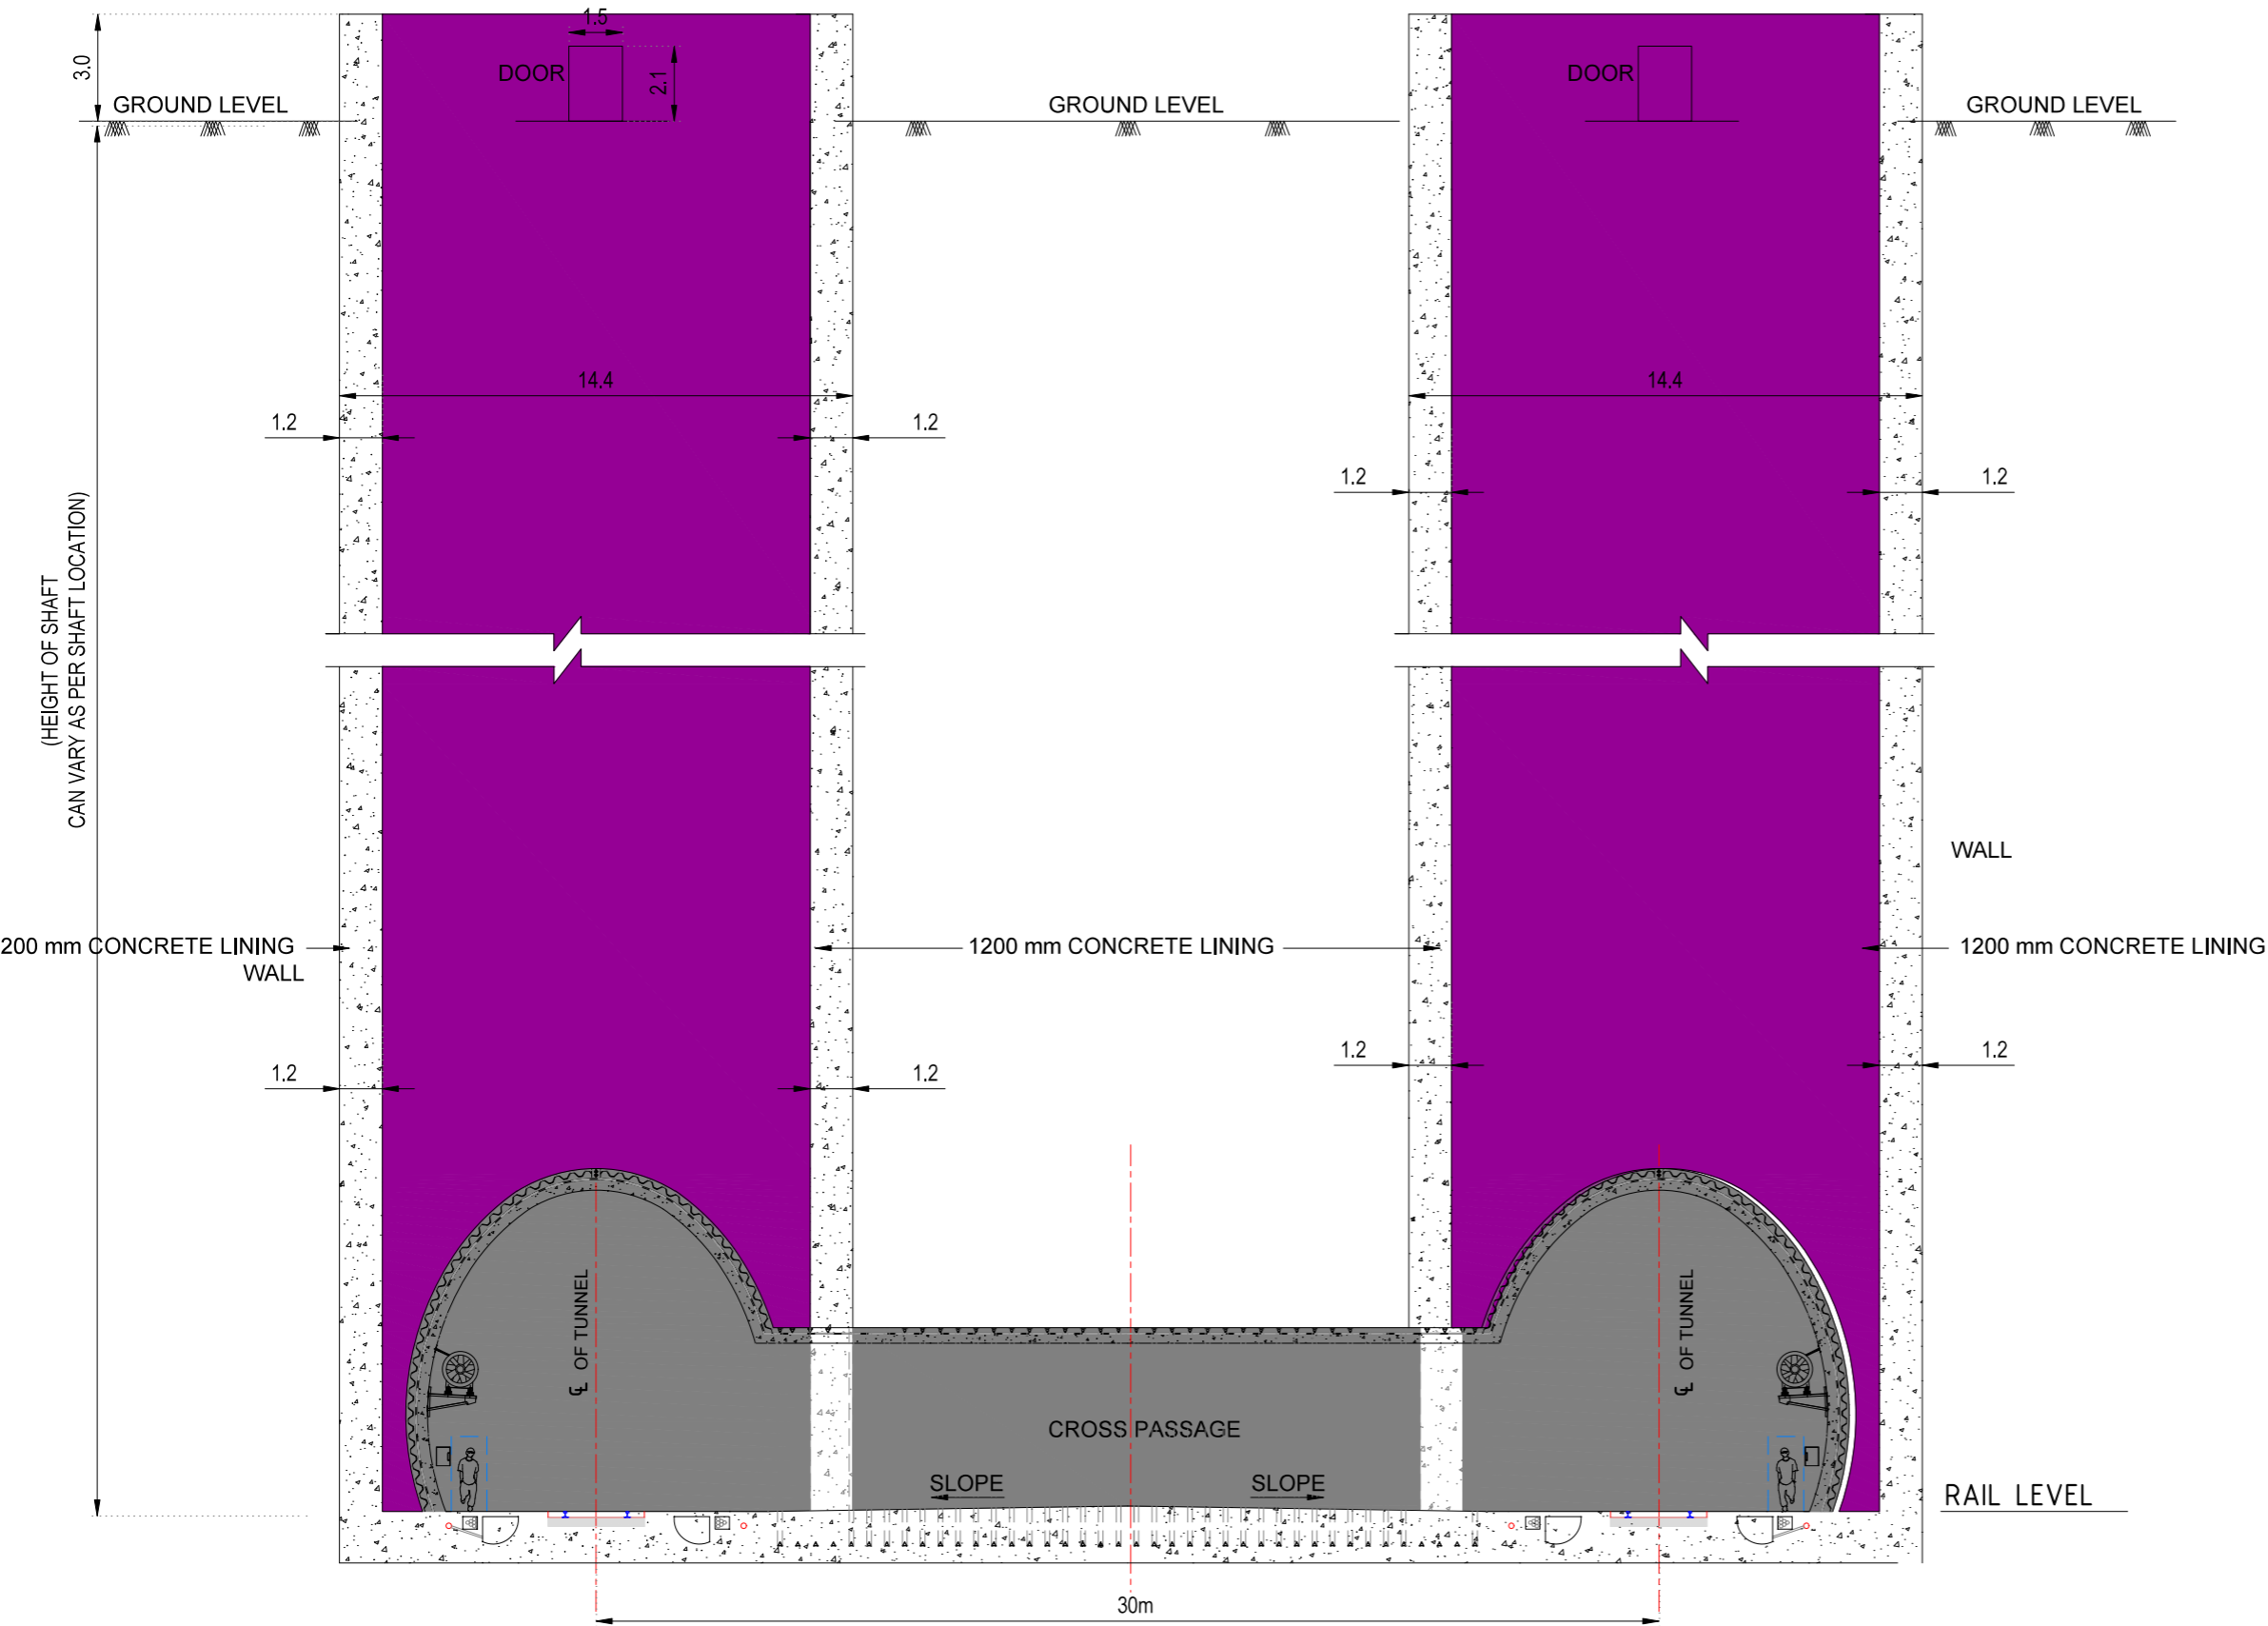 1.5
3.0
DOOR
2.1
DOOR
GROUND LEVEL
GROUND LEVEL
GROUND LEVEL
14.4
14.4
1.2
1.2
1.2
1.2
(HEIGHT OF SHAFT
CAN VARY AS PER SHAFT LOCATION)
WALL
200 mm CONCRETE LINING
WALL
1200 mm CONCRETE LINING
1200 mm CONCRETE LINING
1.2
1.2
1.2
1.2
℄ OF TUNNEL
℄ OF TUNNEL
CROSS PASSAGE
SLOPE
SLOPE
RAIL LEVEL
30m